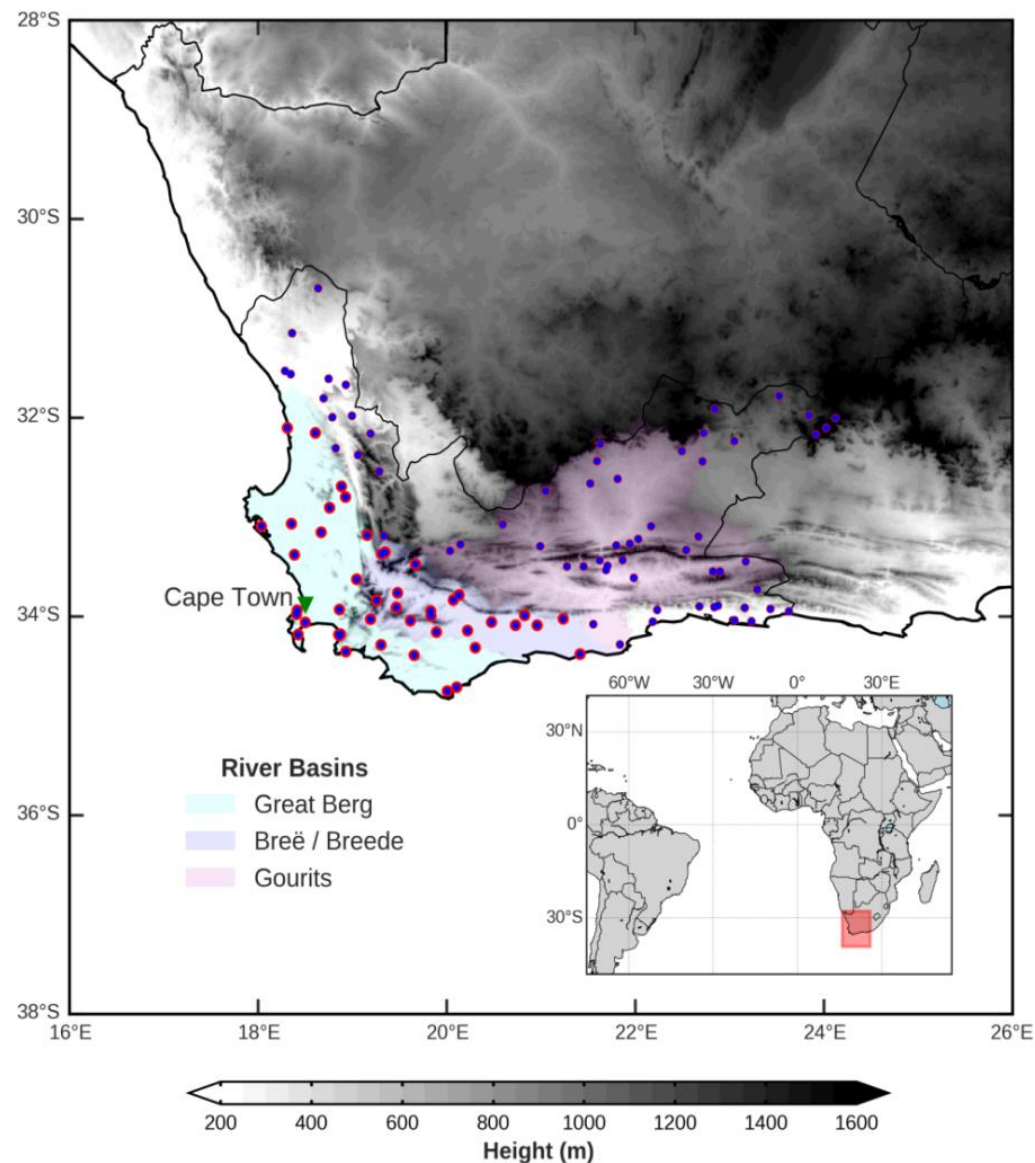 28°S
30°S
32°S
34°S
36°S
38°S
16°E 18°E 20°E 22°E 24°E 26°E
Cape Town
River Basins
Great Berg
Breë / Breede
Gourits
60°W 30°W 0° 30°E
30°N
0°
30°S
200 400 600 800 1000 1200 1400 1600
Height (m)